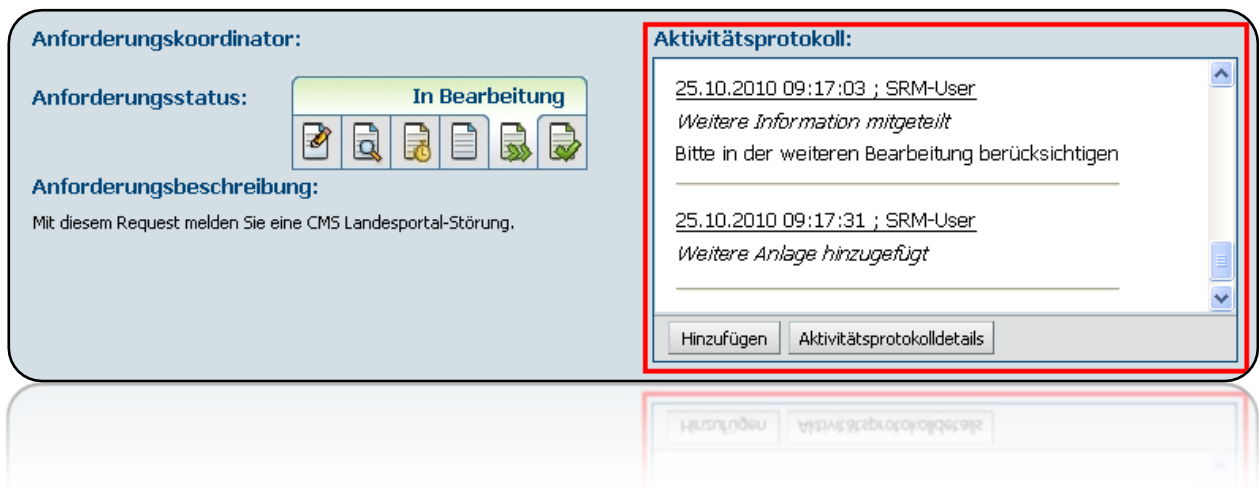 Anforderungskoordinator:
Anforderungsstatus:
In Bearbeitung
Anforderungsbeschreibung:
Mit diesem Request melden Sie eine CMS Landesportal-Störung.
Aktivitätsprotokoll:
25.10.2010 09:17:03 ; SRM-User
Weitere Information mitgeteilt
Bitte in der weiteren Bearbeitung berücksichtigen
25.10.2010 09:17:31 ; SRM-User
Weitere Anlage hinzugefügt
Hinzufügen
Aktivitätsprotokolldetails